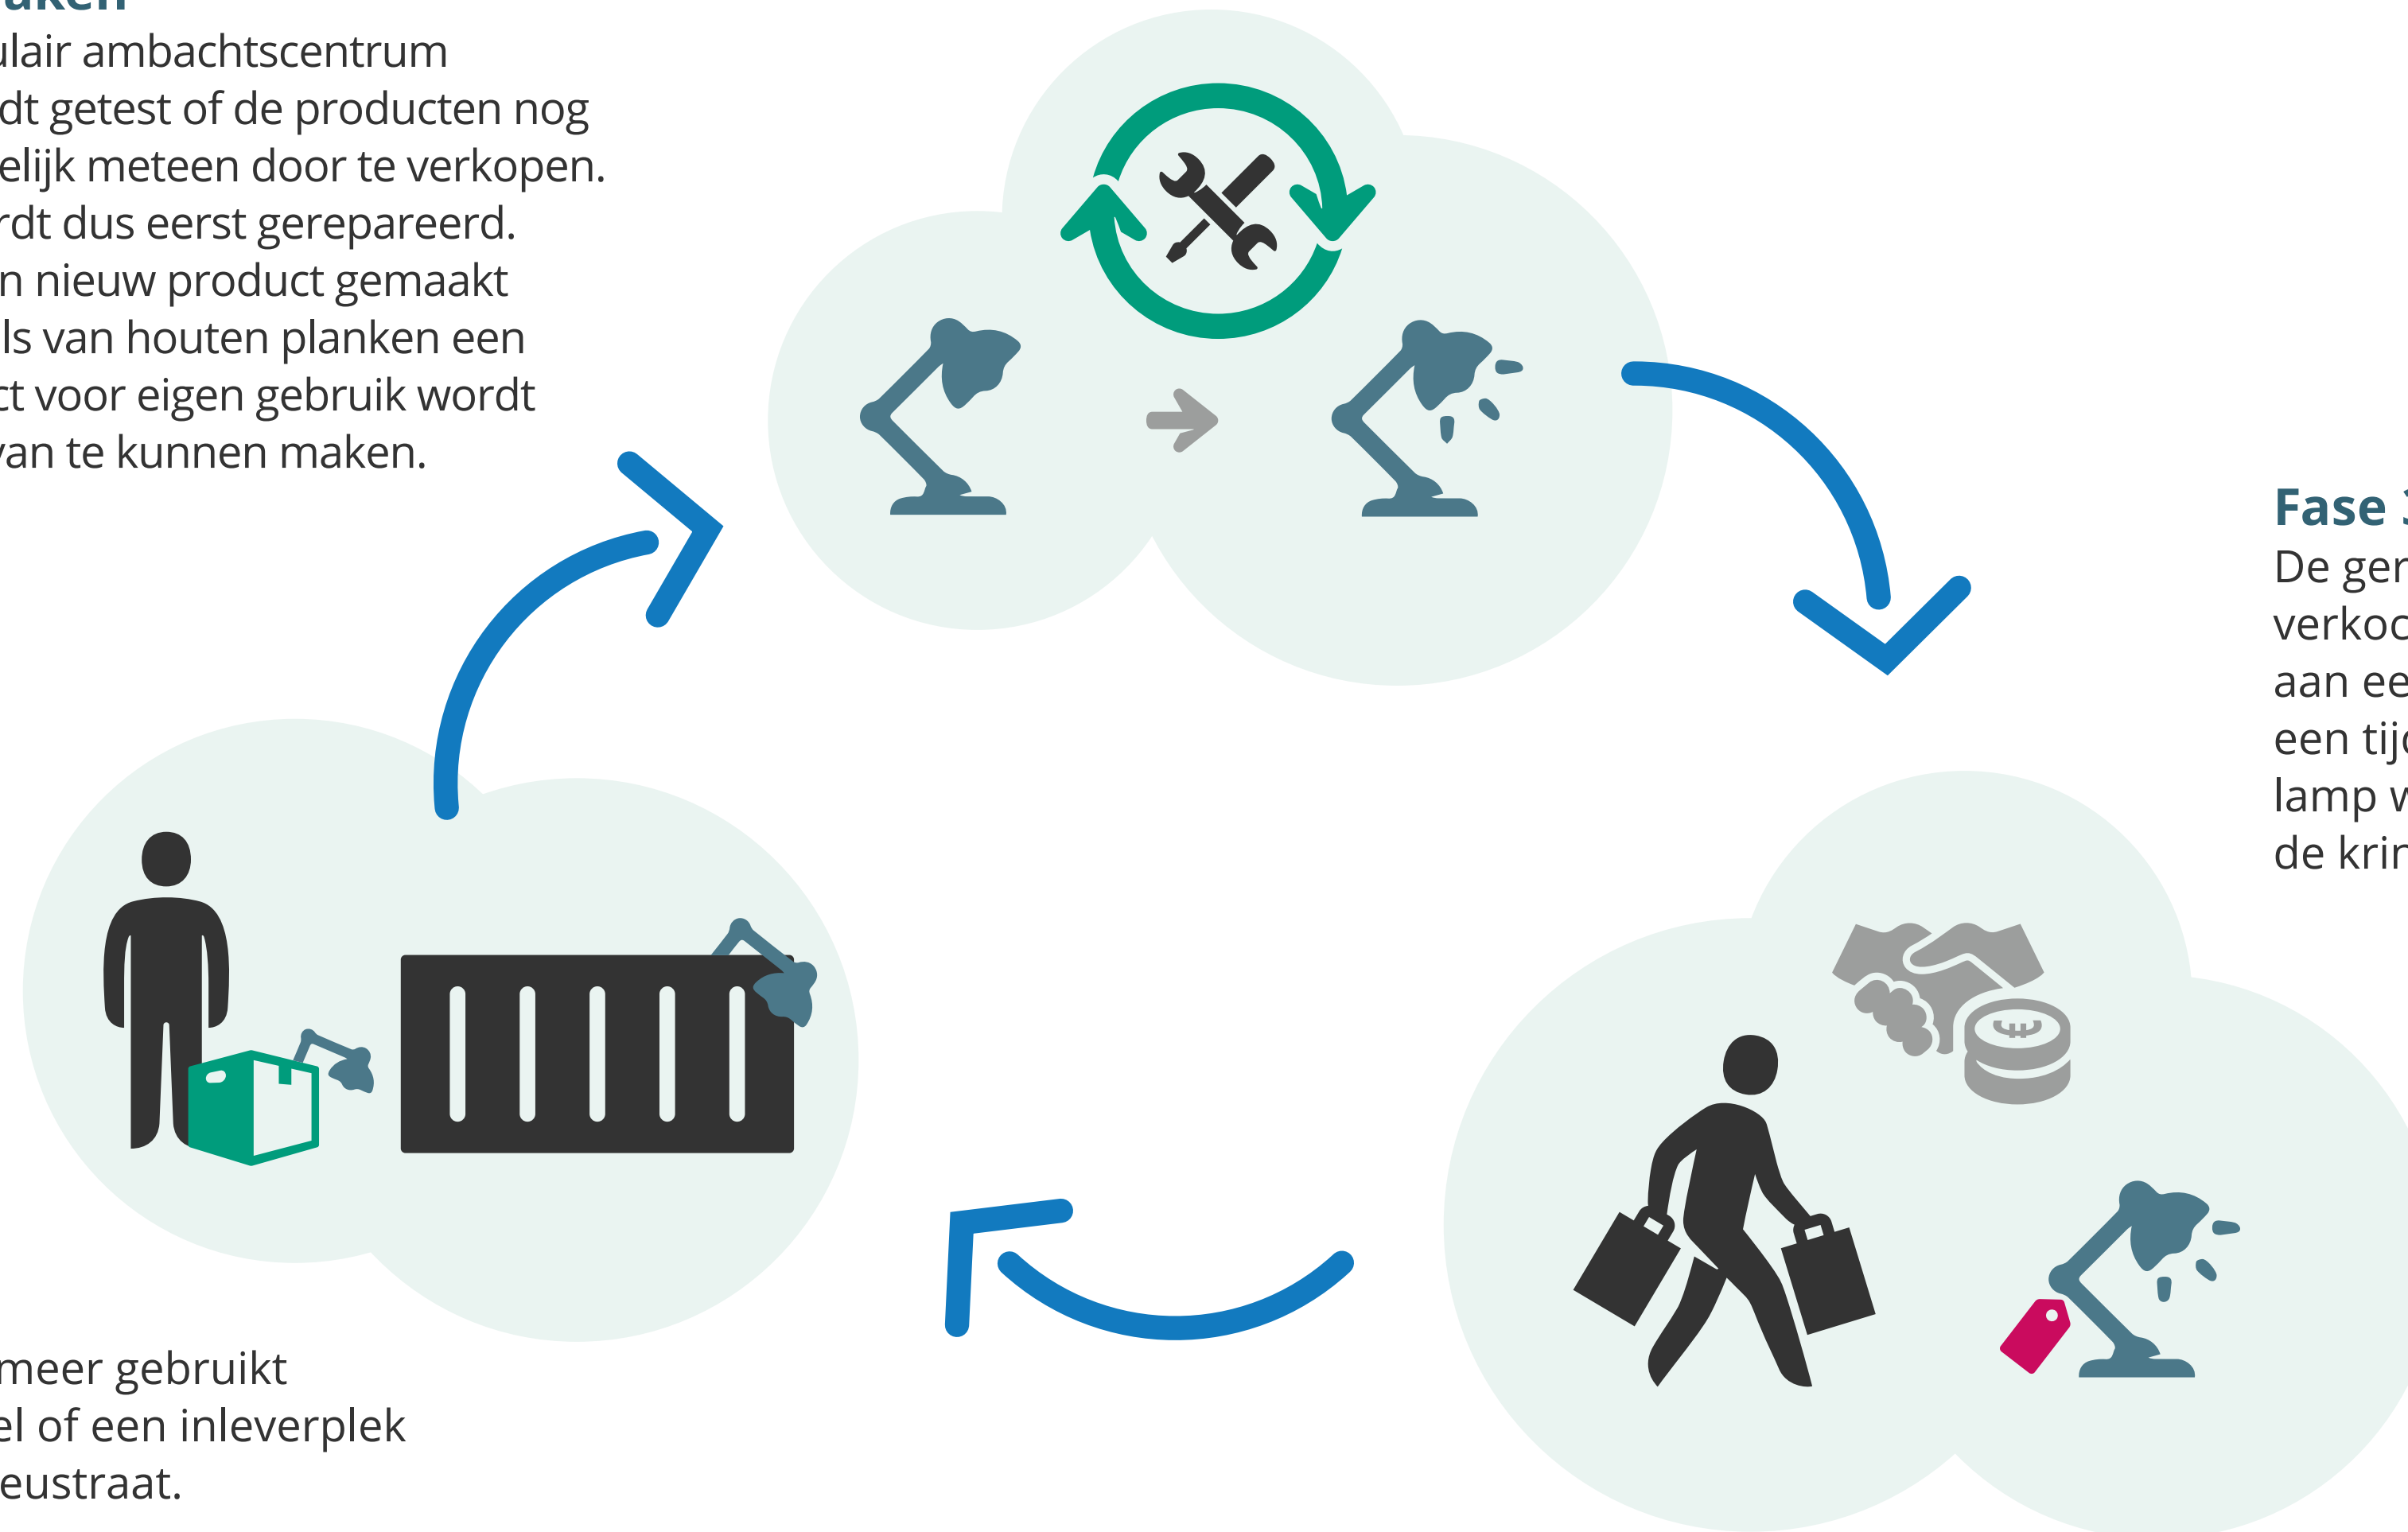 aken
ulair ambachtscentrum
dt getest of de producten nog
elijk meteen door te verkopen.
rdt dus eerst gerepareerd.
n nieuw product gemaakt
ls van houten planken een
ct voor eigen gebruik wordt
van te kunnen maken.
Fase 3
De ger
verkoc
aan ee
een tijd
lamp w
de krin
meer gebruikt
el of een inleverplek
eustraat.